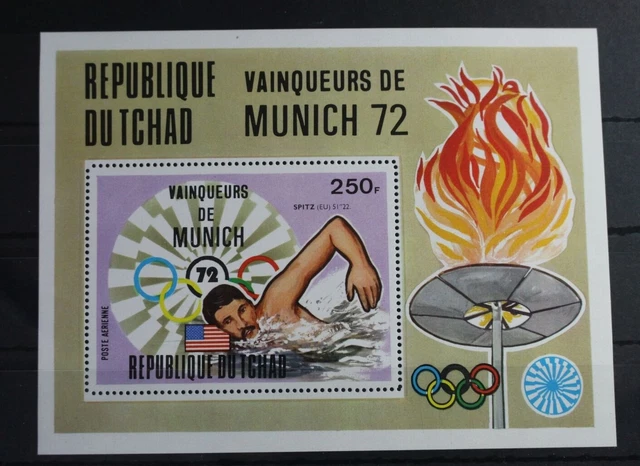 REPUBLIQUE
DU TCHAD
VAINQUEURS DE
MUNICH 72
VAINQUEURS
DE
MUNICH
72
250F
SPITZ (EU) 51"22.
POSTE AERIENNE
REPUBLIQUE DU TCHAD